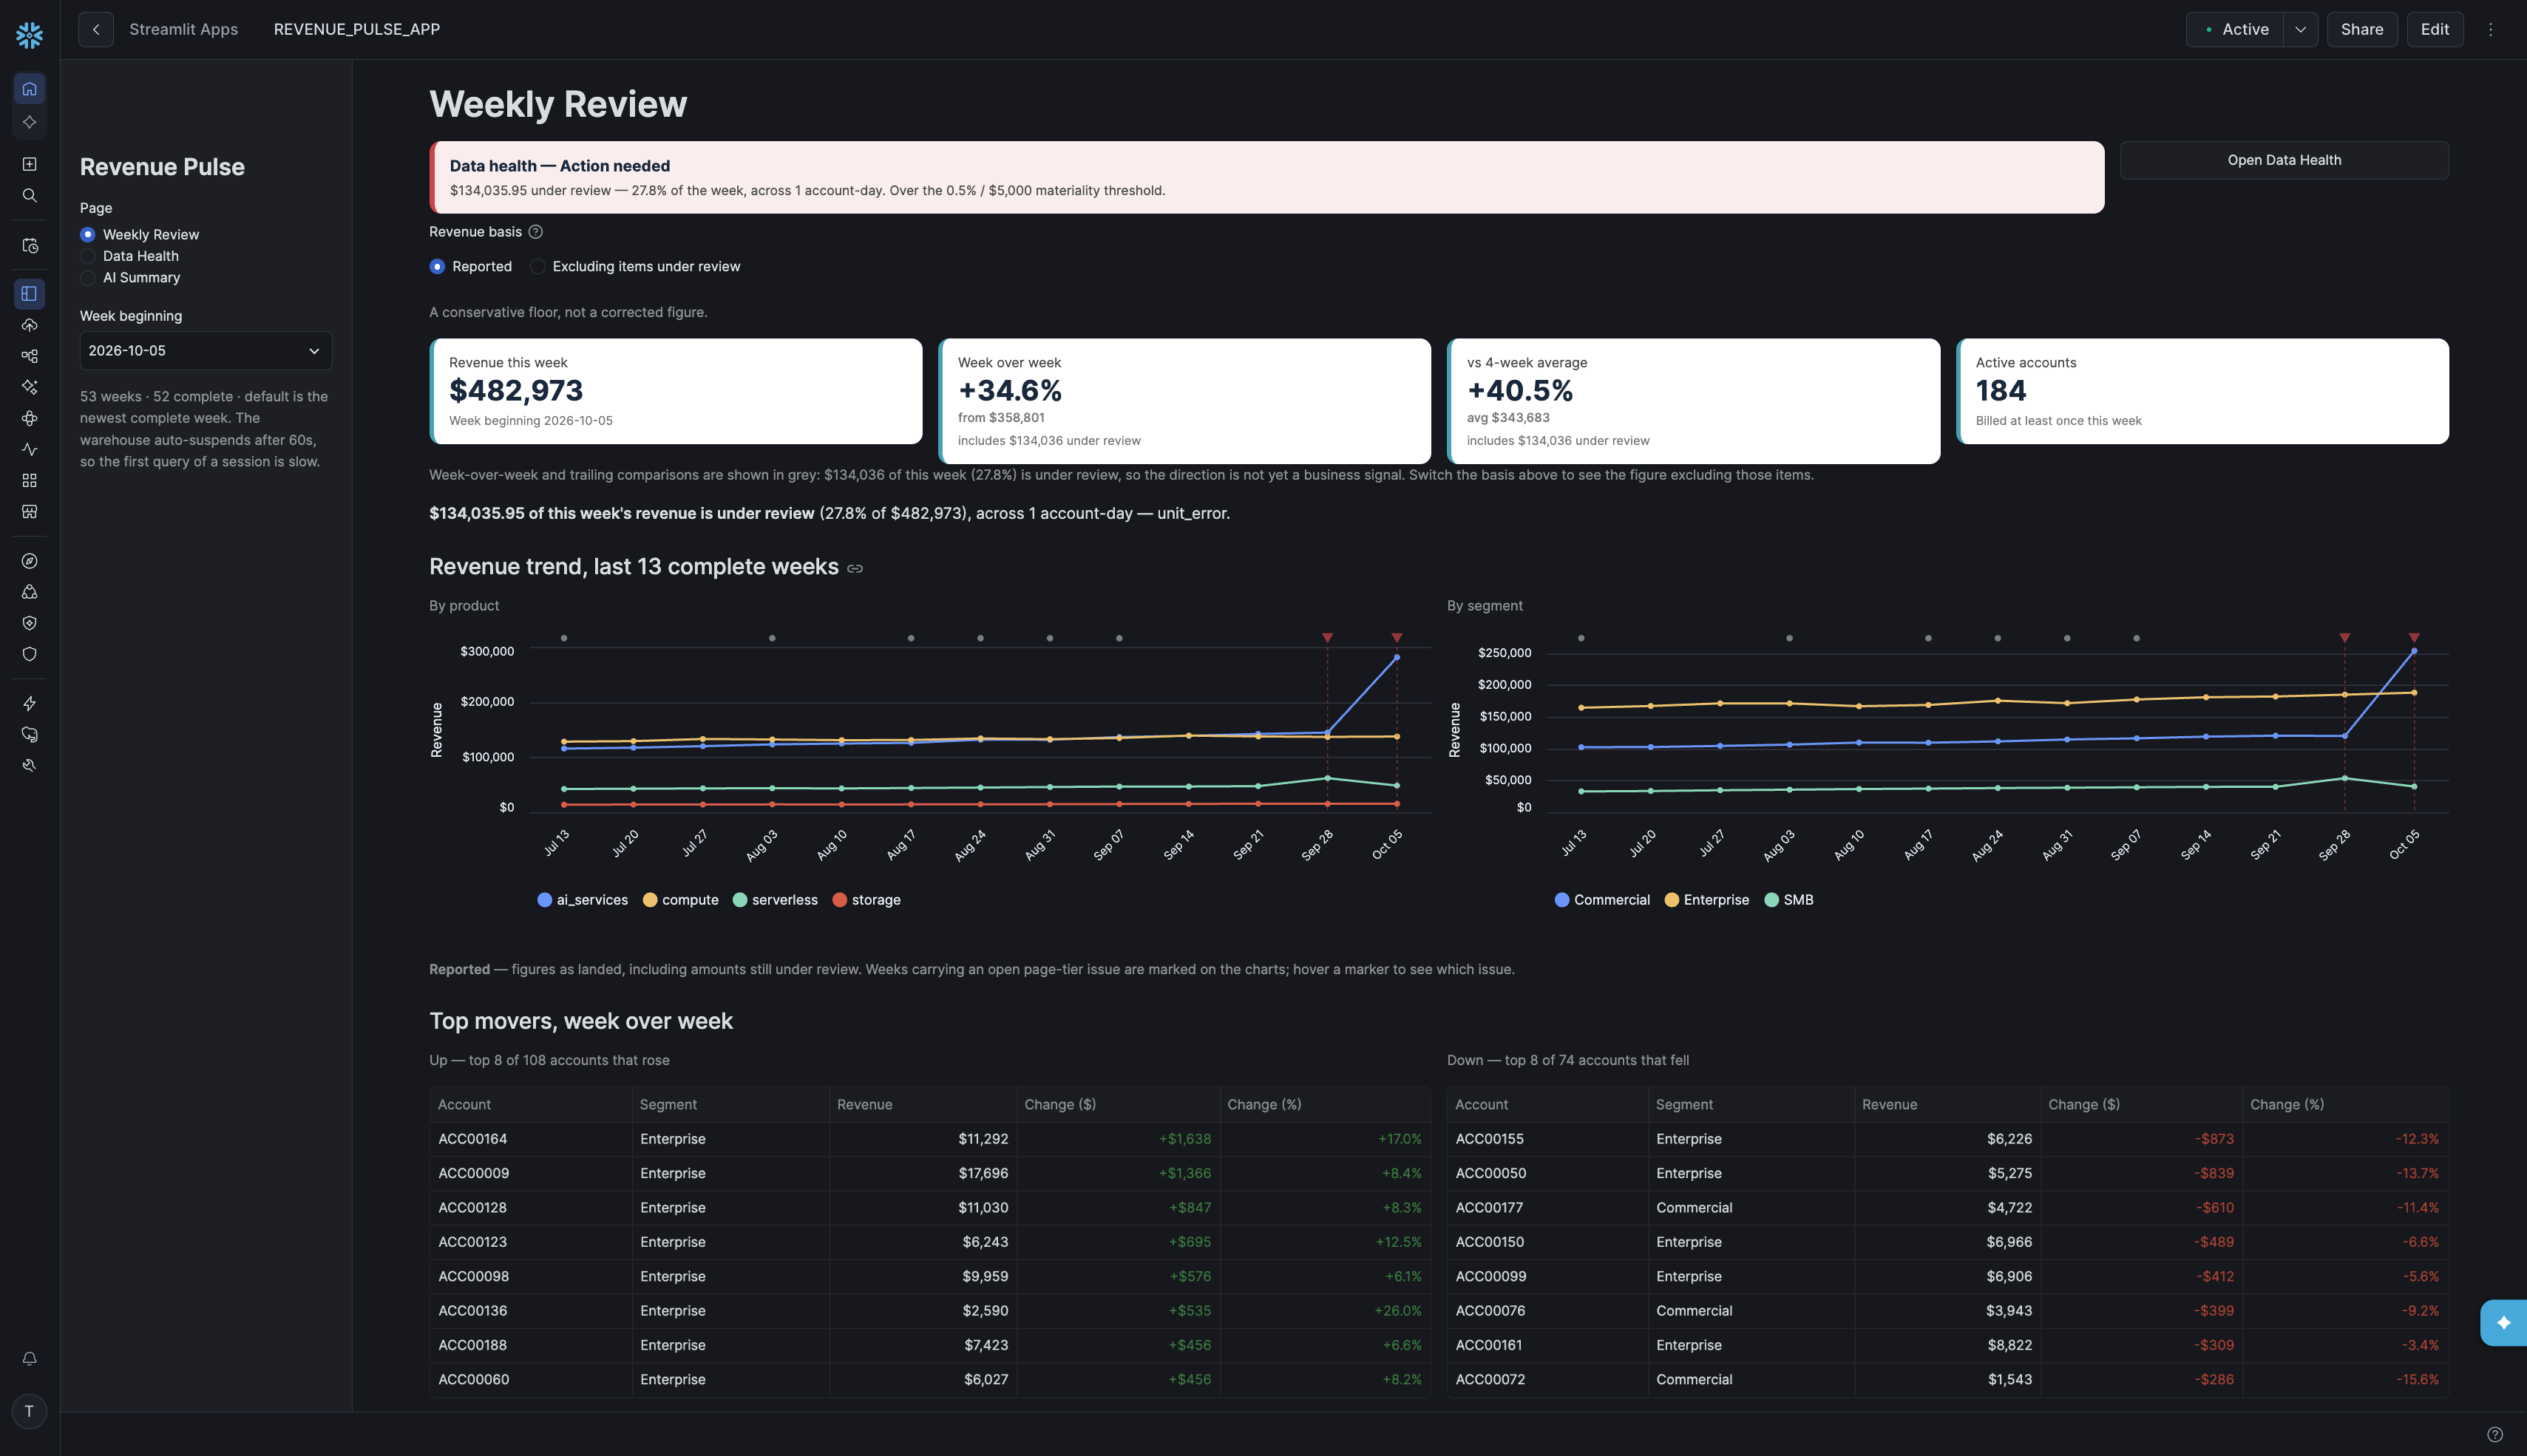 Streamlit Apps REVENUE_PULSE_APP Active Share Edit
Revenue Pulse
Page
Weekly Review
Data Health
AI Summary
Week beginning
2026-10-05
53 weeks · 52 complete · default is the
newest complete week. The
warehouse auto-suspends after 60s,
so the first query of a session is slow.
Weekly Review
Data health — Action needed
$134,035.95 under review — 27.8% of the week, across 1 account-day. Over the 0.5% / $5,000 materiality threshold.
Open Data Health
Revenue basis
Reported Excluding items under review
A conservative floor, not a corrected figure.
Revenue this week
$482,973
Week beginning 2026-10-05
Week over week
+34.6%
from $358,801
includes $134,036 under review
vs 4-week average
+40.5%
avg $343,683
includes $134,036 under review
Active accounts
184
Billed at least once this week
Week-over-week and trailing comparisons are shown in grey: $134,036 of this week (27.8%) is under review, so the direction is not yet a business signal. Switch the basis above to see the figure excluding those items.
$134,035.95 of this week's revenue is under review (27.8% of $482,973), across 1 account-day — unit_error.
Revenue trend, last 13 complete weeks
By product
Revenue
$300,000
$200,000
$100,000
$0
Jul 13 Jul 20 Jul 27 Aug 03 Aug 10 Aug 17 Aug 24 Aug 31 Sep 07 Sep 14 Sep 21 Sep 28 Oct 05
ai_services compute serverless storage
By segment
Revenue
$250,000
$200,000
$150,000
$100,000
$50,000
$0
Jul 13 Jul 20 Jul 27 Aug 03 Aug 10 Aug 17 Aug 24 Aug 31 Sep 07 Sep 14 Sep 21 Sep 28 Oct 05
Commercial Enterprise SMB
Reported — figures as landed, including amounts still under review. Weeks carrying an open page-tier issue are marked on the charts; hover a marker to see which issue.
Top movers, week over week
Up — top 8 of 108 accounts that rose
Account Segment Revenue Change ($) Change (%)
ACC00164 Enterprise $11,292 +$1,638 +17.0%
ACC00009 Enterprise $17,696 +$1,366 +8.4%
ACC00128 Enterprise $11,030 +$847 +8.3%
ACC00123 Enterprise $6,243 +$695 +12.5%
ACC00098 Enterprise $9,959 +$576 +6.1%
ACC00136 Enterprise $2,590 +$535 +26.0%
ACC00188 Enterprise $7,423 +$456 +6.6%
ACC00060 Enterprise $6,027 +$456 +8.2%
Down — top 8 of 74 accounts that fell
Account Segment Revenue Change ($) Change (%)
ACC00155 Enterprise $6,226 -$873 -12.3%
ACC00050 Enterprise $5,275 -$839 -13.7%
ACC00177 Commercial $4,722 -$610 -11.4%
ACC00150 Enterprise $6,966 -$489 -6.6%
ACC00099 Enterprise $6,906 -$412 -5.6%
ACC00076 Commercial $3,943 -$399 -9.2%
ACC00161 Enterprise $8,822 -$309 -3.4%
ACC00072 Commercial $1,543 -$286 -15.6%
T